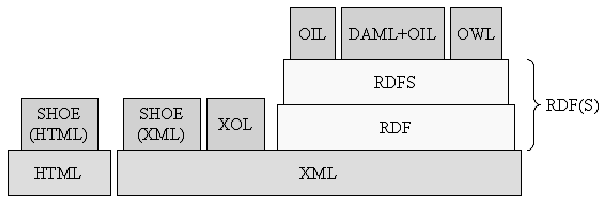 OIL DAML+OIL OWL
RDFS
RDF(S)
SHOE
(HTML)
SHOE
(XML)
XOL
RDF
HTML
XML